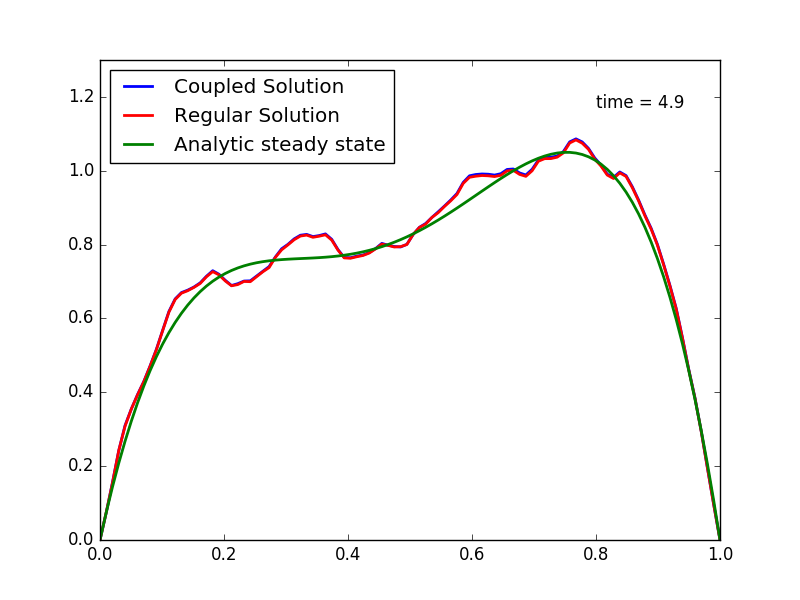 Coupled Solution
Regular Solution
Analytic steady state
time = 4.9
1.2
1.0
0.8
0.6
0.4
0.2
0.0
0.0 0.2 0.4 0.6 0.8 1.0